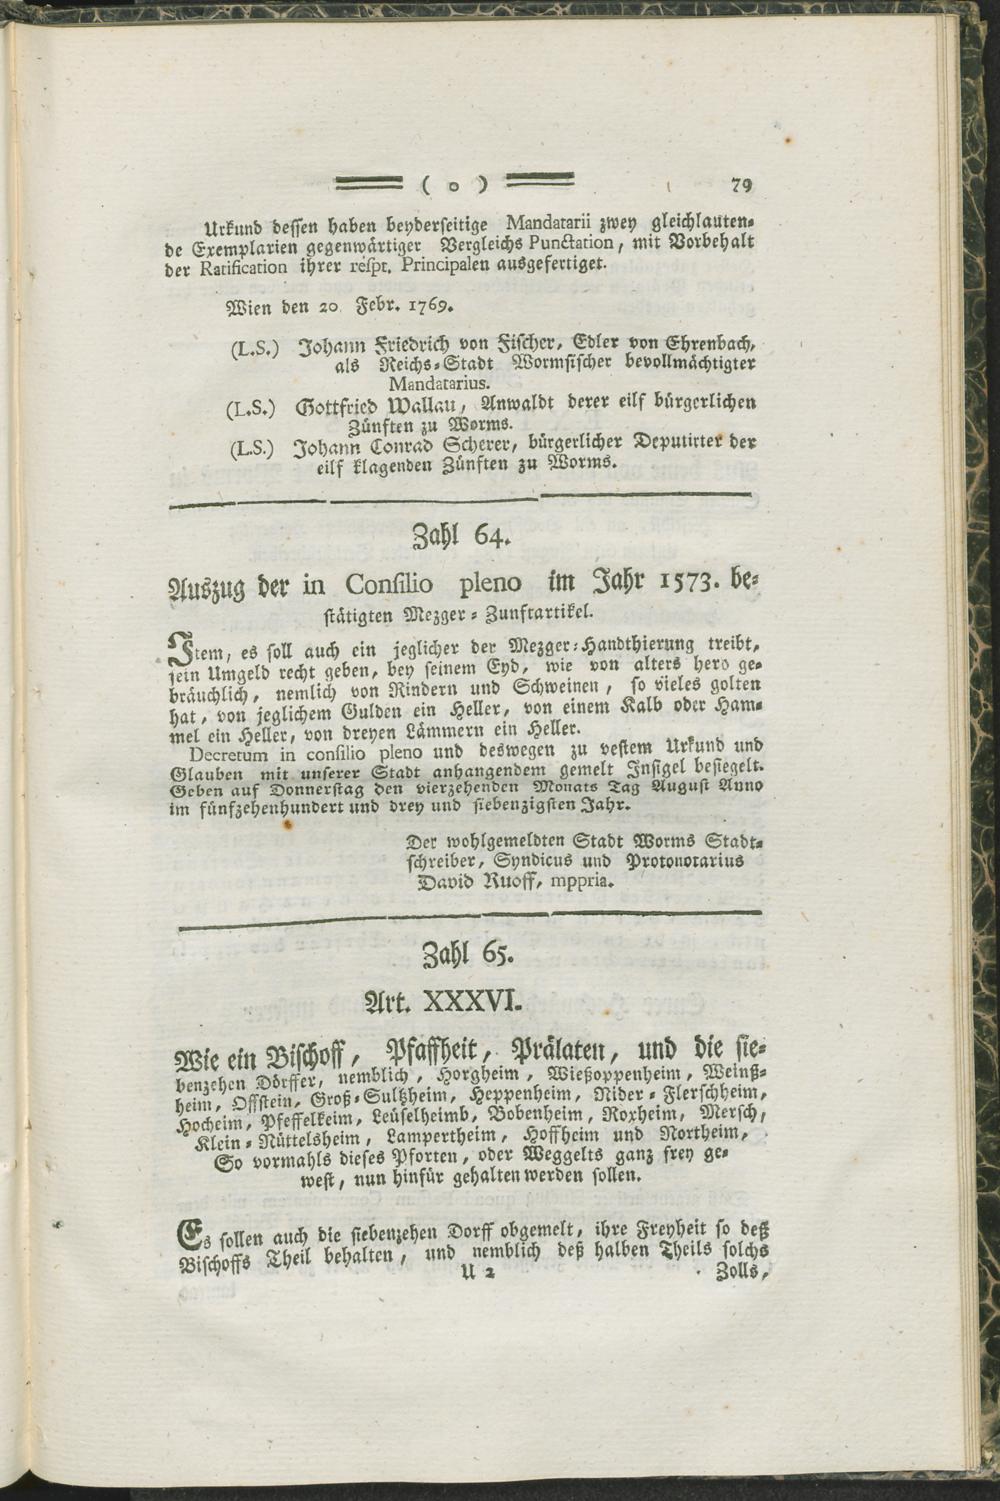 ( o ) 79
Urkund dessen haben beyderseitige Mandatarii zwey gleichlauten-
de Exemplarien gegenwärtiger Vergleichs Punctation, mit Vorbehalt
der Ratification ihrer respt. Principalen ausgefertiget.
Wien den 20 Febr. 1769.
(L.S.) Johann Friedrich von Fischer, Edler von Ehrenbach,
als Reichs-Stadt Wormsischer bevollmächtigter
Mandatarius.
(L.S.) Gottfried Wallau, Anwaldt derer eilf bürgerlichen
Zünften zu Worms.
(L.S.) Johann Conrad Scherer, bürgerlicher Deputirter der
eilf klagenden Zünften zu Worms.
Zahl 64.
Auszug der in Consilio pleno im Jahr 1573. be-
stätigten Mezger-Zunftartikel.
Item, es soll auch ein jeglicher der Mezger-Handthierung treibt,
sein Umgeld recht geben, bey seinem Eyd, wie von alters hero ge-
bräuchlich, nemlich von Rindern und Schweinen, so vieles golten
hat, von jeglichem Gulden ein Heller, von einem Kalb oder Ham-
mel ein Heller, von dreyen Lämmern ein Heller.
Decretum in consilio pleno und deswegen zu vestem Urkund und
Glauben mit unserer Stadt anhangendem gemelt Insigel besiegelt.
Geben auf Donnerstag den vierzehenden Monats Tag August Anno
im fünfzehenhundert und drey und siebenzigsten Jahr.
Der wohlgemeldten Stadt Worms Stadt-
schreiber, Syndicus und Protonotarius
David Ruoff, mppria.
Zahl 65.
Art. XXXVI.
Wie ein Bischoff, Pfaffheit, Prälaten, und die sie-
benzehen Dörffer, nemblich, Horgheim, Wießoppenheim, Weinß-
heim, Offstein, Groß-Sultzheim, Heppenheim, Nider-Flerschheim,
Hocheim, Pfeffelkeim, Leüselheimb, Bobenheim, Roxheim, Mersch,
Klein-Nüttelsheim, Lampertheim, Hoffheim und Northeim,
So vormahls dieses Pforten, oder Weggelts ganz frey ge-
west, nun hinfür gehalten werden sollen.
Es sollen auch die siebenzehen Dorff obgemelt, ihre Freyheit so deß
Bischoffs Theil behalten, und nemblich deß halben Theils solchs
U 2 Zolls,